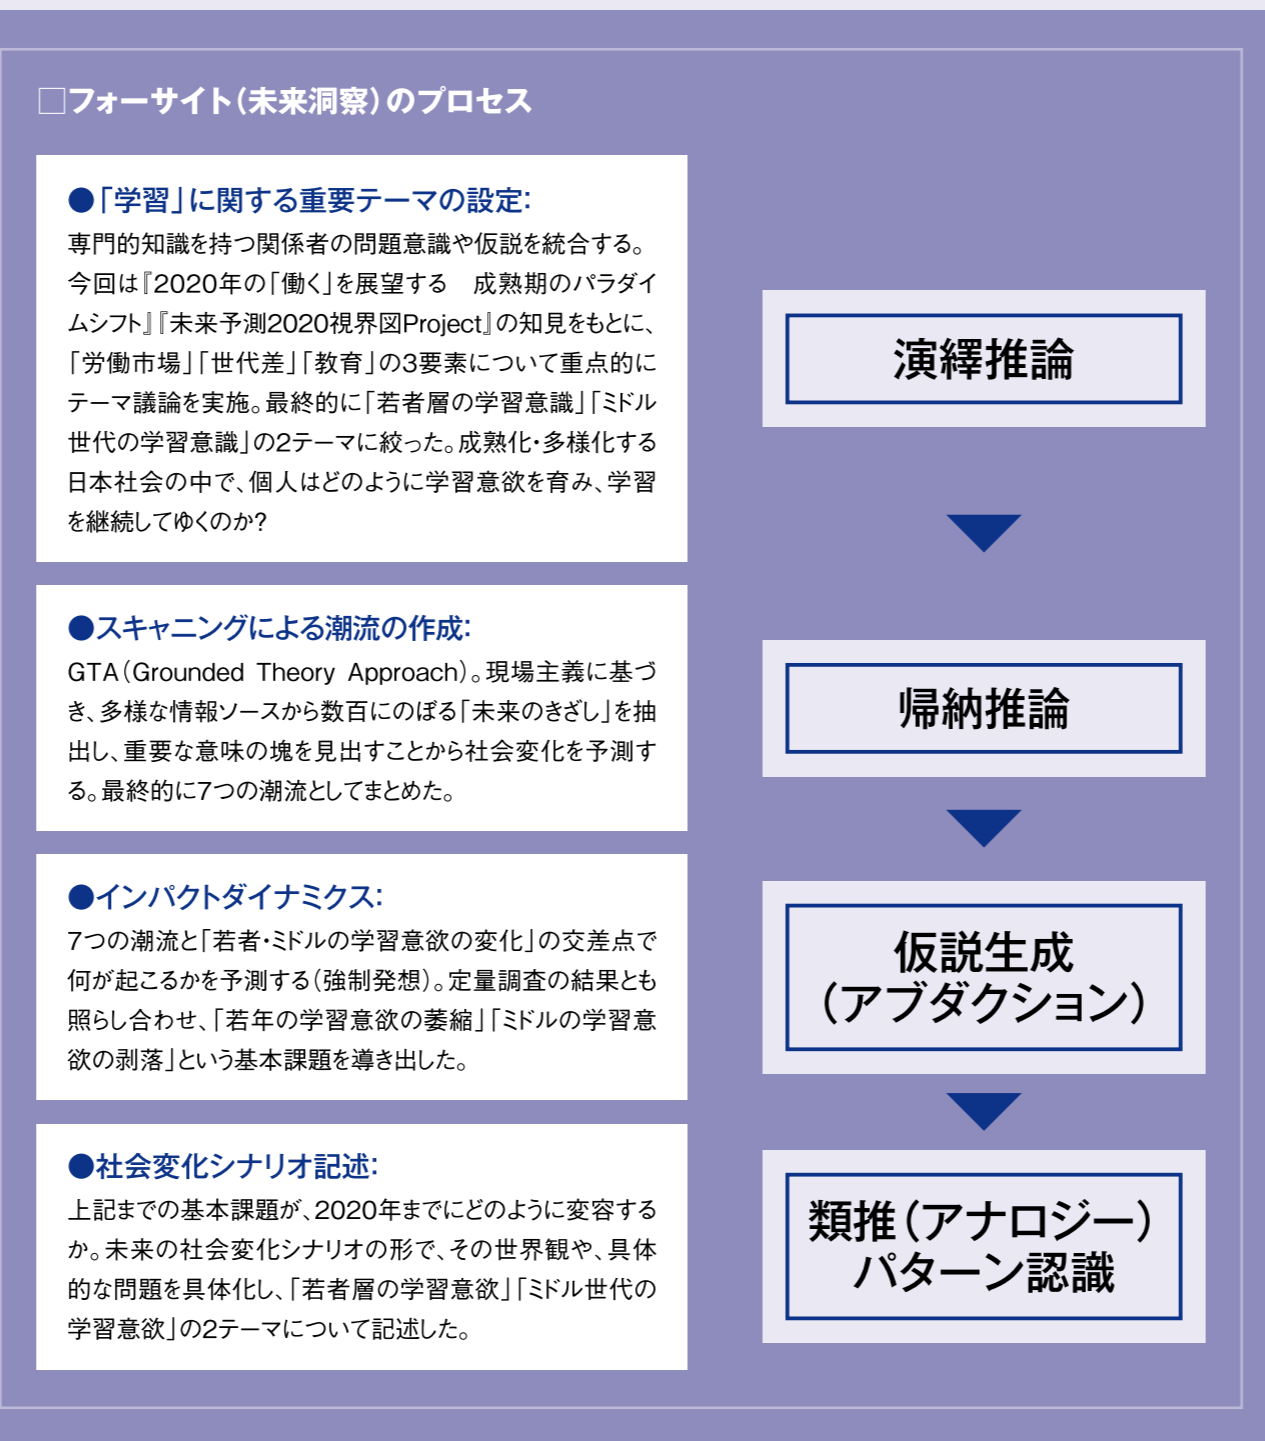 □フォーサイト（未来洞察）のプロセス
●「学習」に関する重要テーマの設定：
専門的知識を持つ関係者の問題意識や仮説を統合する。
今回は『2020年の「働く」を展望する　成熟期のパラダイ
ムシフト』『未来予測2020視界図Project』の知見をもとに、
「労働市場」「世代差」「教育」の3要素について重点的に
テーマ議論を実施。最終的に「若者層の学習意識」「ミドル
世代の学習意識」の2テーマに絞った。成熟化・多様化する
日本社会の中で、個人はどのように学習意欲を育み、学習
を継続してゆくのか？
演繹推論
●スキャニングによる潮流の作成：
GTA（Grounded Theory Approach）。現場主義に基づ
き、多様な情報ソースから数百にのぼる「未来のきざし」を抽
出し、重要な意味の塊を見出すことから社会変化を予測す
る。最終的に7つの潮流としてまとめた。
帰納推論
●インパクトダイナミクス：
7つの潮流と「若者・ミドルの学習意欲の変化」の交差点で
何が起こるかを予測する（強制発想）。定量調査の結果とも
照らし合わせ、「若年の学習意欲の萎縮」「ミドルの学習意
欲の剥落」という基本課題を導き出した。
仮説生成
（アブダクション）
●社会変化シナリオ記述：
上記までの基本課題が、2020年までにどのように変容する
か。未来の社会変化シナリオの形で、その世界観や、具体
的な問題を具体化し、「若者層の学習意欲」「ミドル世代の
学習意欲」の2テーマについて記述した。
類推（アナロジー）
パターン認識